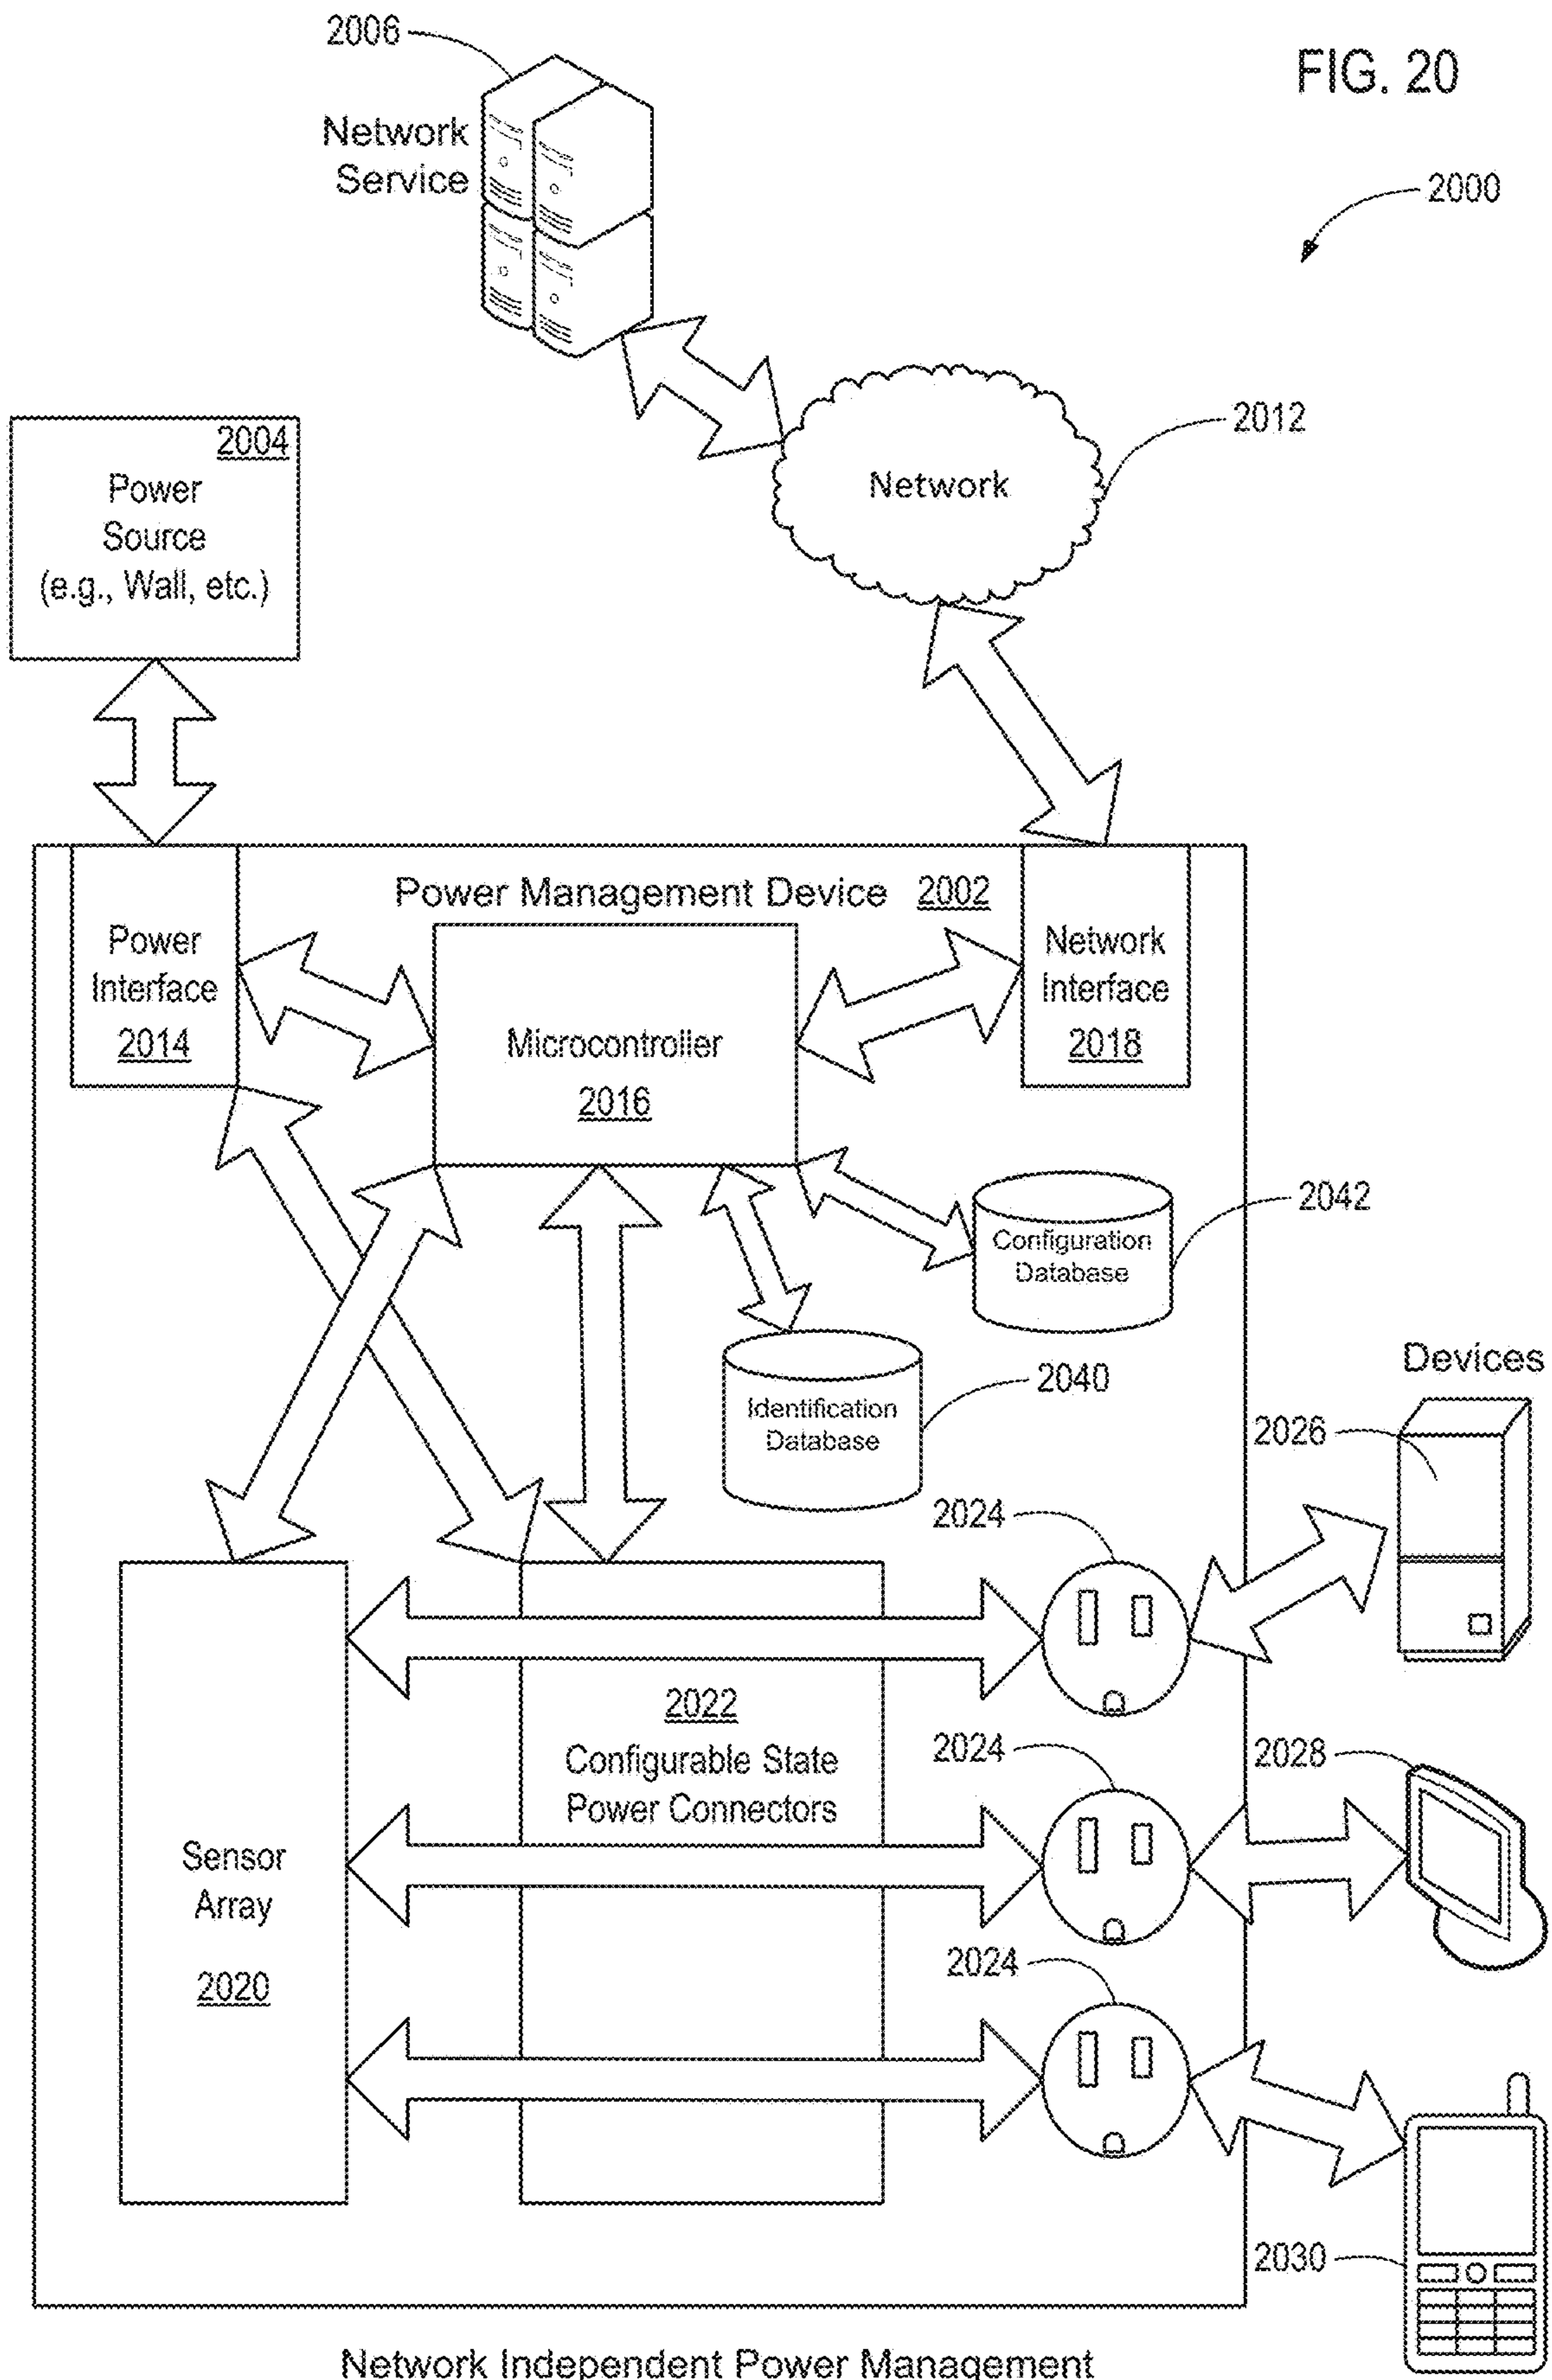 FIG. 20
2006
Network
Service
2000
2012
Network
2004
Power
Source
(e.g., Wall, etc.)
Power Management Device 2002
Power
Interface
2014
Microcontroller
2016
Network
Interface
2018
2042
Configuration
Database
2040
Identification
Database
Devices
2026
2024
2022
Configurable State
Power Connectors
2024
2028
Sensor
Array
2020
2024
2030
Network Independent Power Management